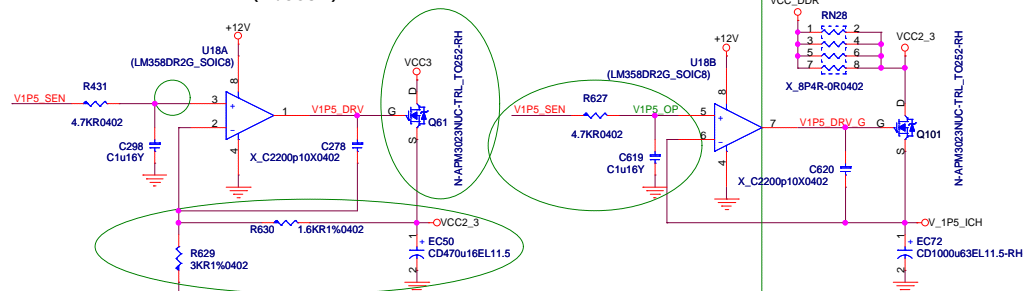 VCC_DDR
RN28
1 2
3 4
5 6
7 8
X_8P4R-0R0402
+12V
U18A
(LM358DR2G_SOIC8)
8
V1P5_SEN
R431
4.7KR0402
3
+
2
-
1
4
V1P5_DRV
G
D
S
VCC3
Q61
N-APM3023NUC-TRL_TO252-RH
C298
C1u16Y
X_C2200p10X0402
C278
R630
1.6KR1%0402
VCC2_3
R629
3KR1%0402
1
+
2
EC50
CD470u16EL11.5
+12V
U18B
(LM358DR2G_SOIC8)
8
V1P5_SEN
R627
4.7KR0402
V1P5_OP
5
+
6
-
7
4
V1P5_DRV_G
G
D
S
VCC2_3
Q101
N-APM3023NUC-TRL_TO252-RH
C619
C1u16Y
X_C2200p10X0402
C620
V_1P5_ICH
1
+
2
EC72
CD1000u63EL11.5-RH